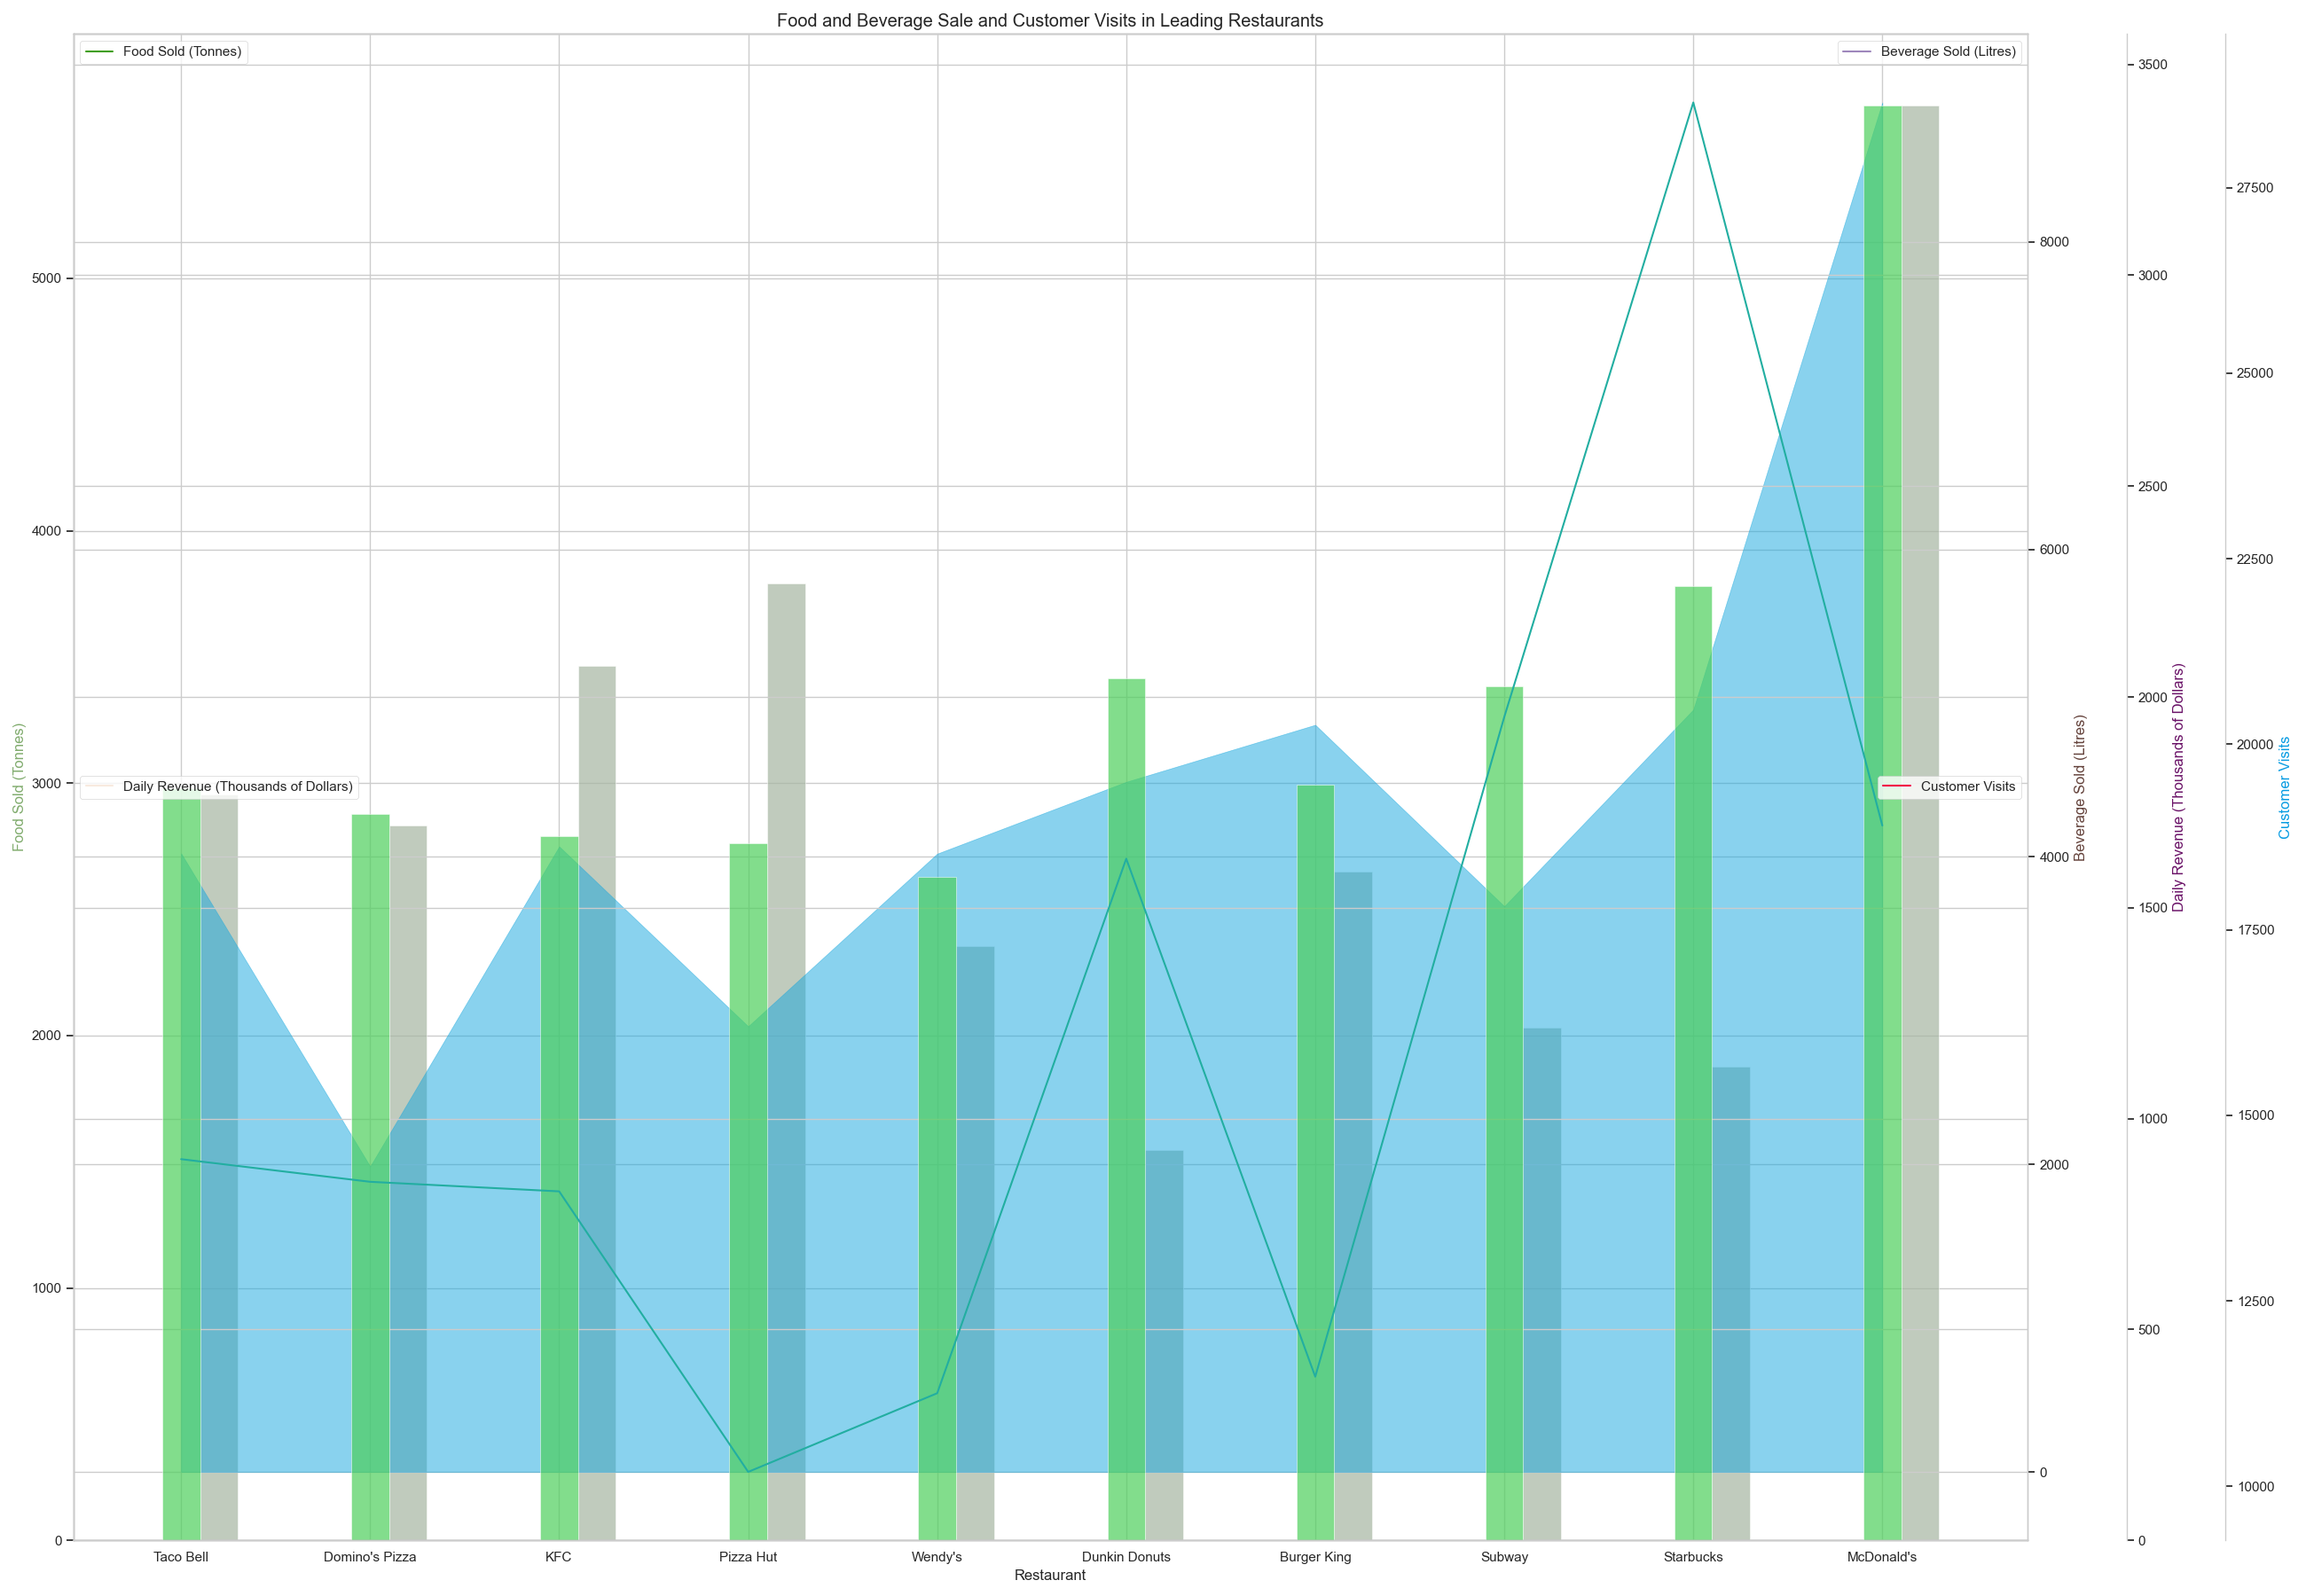 Food and Beverage Sale and Customer Visits in Leading Restaurants
Food Sold (Tonnes)
Beverage Sold (Litres)
Daily Revenue (Thousands of Dollars)
Customer Visits
Food Sold (Tonnes)
5000
4000
3000
2000
1000
0
8000
6000
4000
2000
0
Beverage Sold (Litres)
3500
3000
2500
2000
1500
1000
500
0
Daily Revenue (Thousands of Dollars)
27500
25000
22500
20000
17500
15000
12500
10000
Customer Visits
Taco Bell
Domino's Pizza
KFC
Pizza Hut
Wendy's
Dunkin Donuts
Burger King
Subway
Starbucks
McDonald's
Restaurant